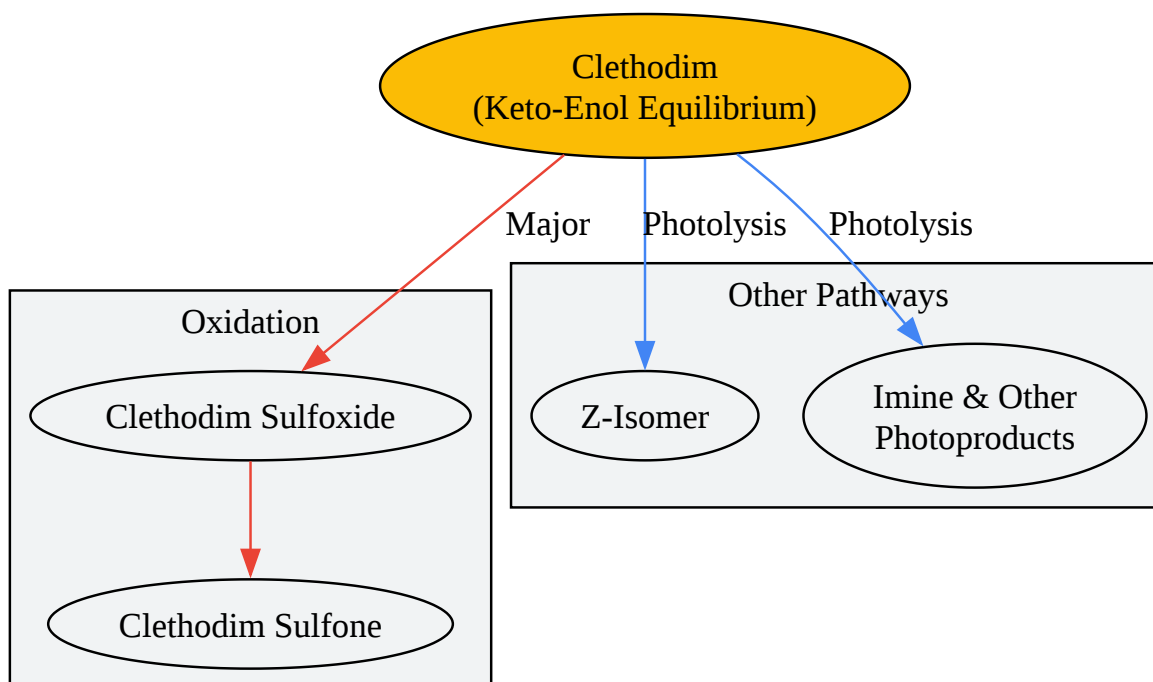 Clethodim
(Keto-Enol Equilibrium)
Major
Photolysis
Photolysis
Oxidation
Other Pathways
Clethodim Sulfoxide
Z-Isomer
Imine & Other
Photoproducts
Clethodim Sulfone